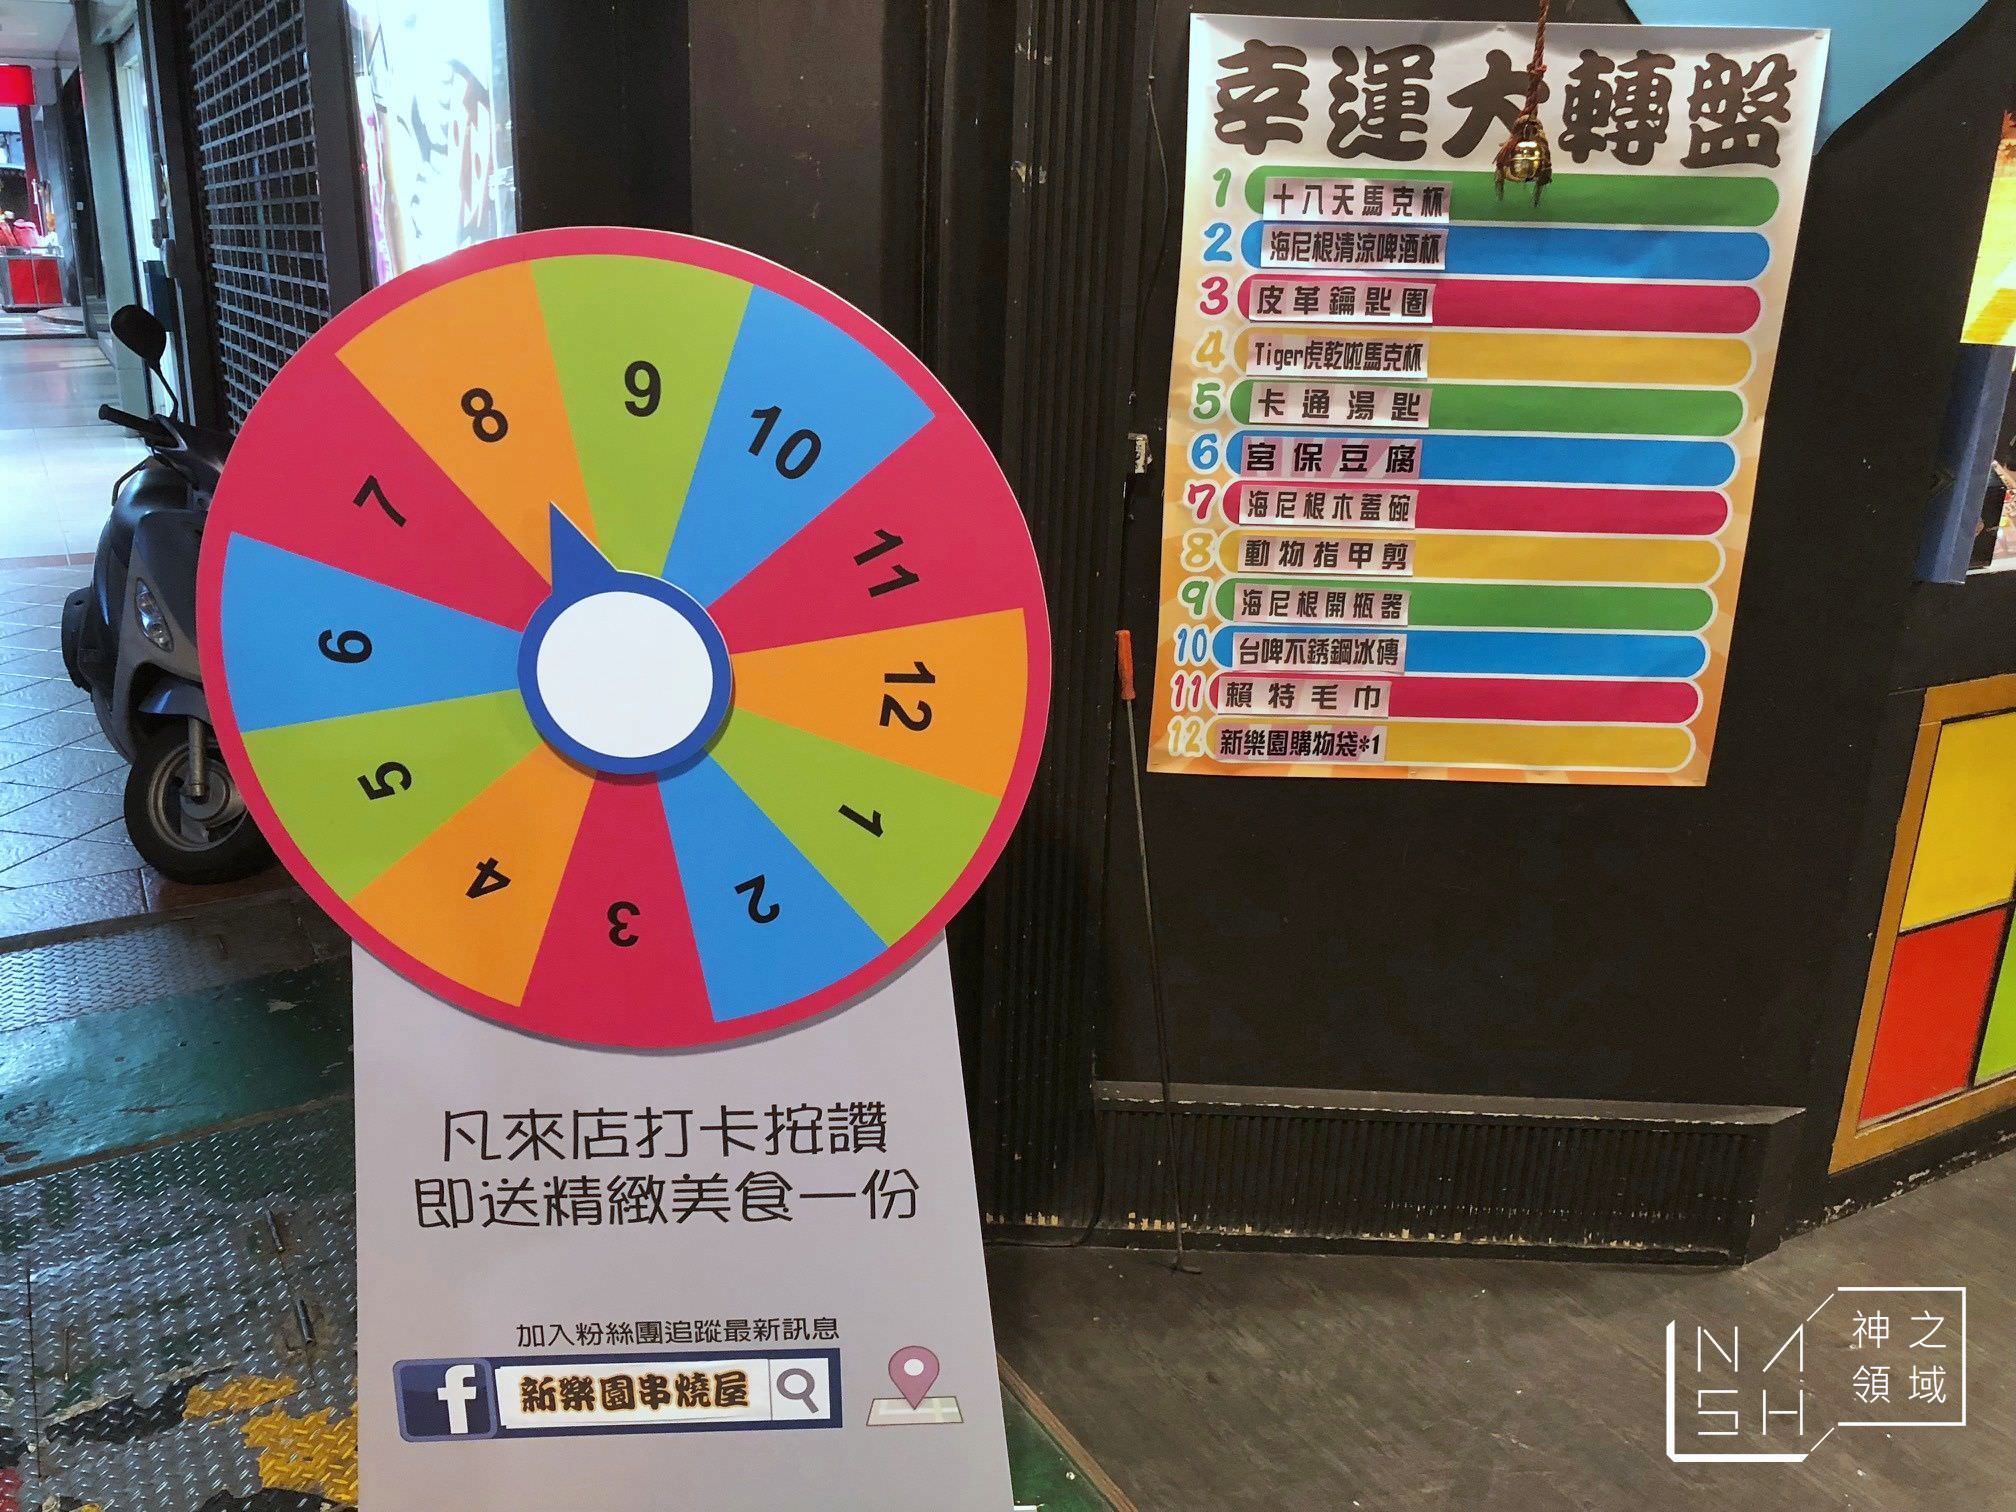 幸運大轉盤
1 十八天馬克杯
2 海尼根清涼啤酒杯
3 皮革鑰匙圈
4 Tiger虎乾啦馬克杯
5 卡通湯匙
6 宮保豆腐
7 海尼根木蓋碗
8 動物指甲剪
9 海尼根開瓶器
10 台啤不銹鋼冰磚
11 賴特毛巾
12 新樂園購物袋*1
9
8
10
7
11
6
12
5
1
4
2
3
凡來店打卡按讚
即送精緻美食一份
加入粉絲團追蹤最新訊息
f 新樂園串燒屋
NASH
神之領域